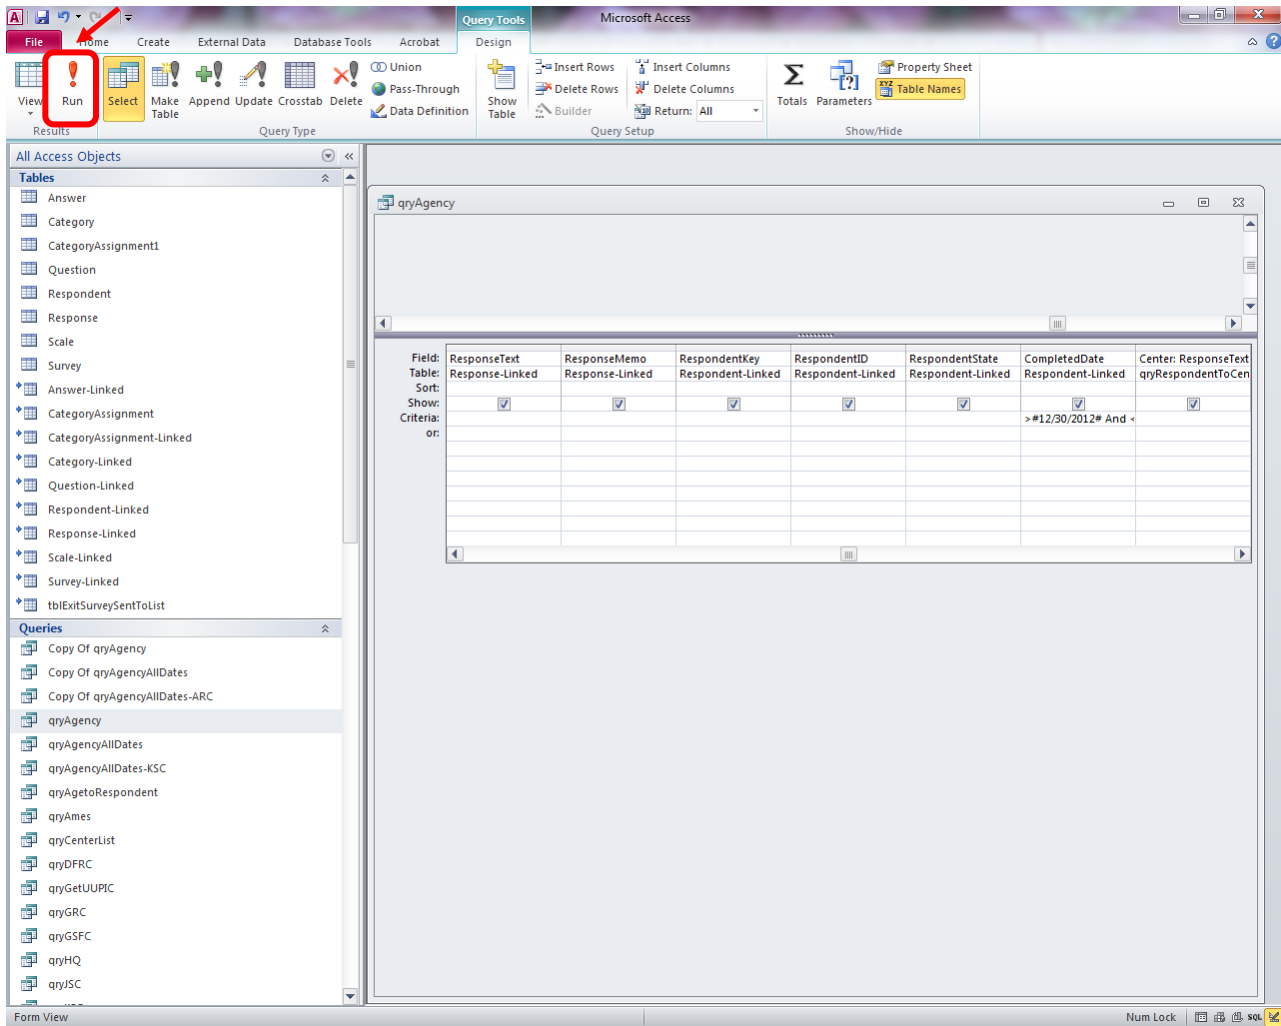 Query Tools
Microsoft Access
File Home Create External Data Database Tools Acrobat Design
View
Run
Select
Make Table
Append
Update
Crosstab
Delete
Union
Pass-Through
Data Definition
Show Table
Insert Rows
Delete Rows
Builder
Insert Columns
Delete Columns
Return: All
Totals
Parameters
Property Sheet
Table Names
Results
Query Type
Query Setup
Show/Hide
All Access Objects
Tables
Answer
Category
CategoryAssignment1
Question
Respondent
Response
Scale
Survey
Answer-Linked
CategoryAssignment
CategoryAssignment-Linked
Category-Linked
Question-Linked
Respondent-Linked
Response-Linked
Scale-Linked
Survey-Linked
tblExitSurveySentToList
Queries
Copy Of qryAgency
Copy Of qryAgencyAllDates
Copy Of qryAgencyAllDates-ARC
qryAgency
qryAgencyAllDates
qryAgencyAllDates-KSC
qryAgetoRespondent
qryAmes
qryCenterList
qryDFRC
qryGetUUPIC
qryGRC
qryGSFC
qryHQ
qryJSC
qryAgency
Field: ResponseText ResponseMemo RespondentKey RespondentID RespondentState CompletedDate Center: ResponseText
Table: Response-Linked Response-Linked Respondent-Linked Respondent-Linked Respondent-Linked Respondent-Linked qryRespondentToCen
Sort:
Show:
Criteria: >#12/30/2012# And <
or:
Form View
Num Lock
SQL